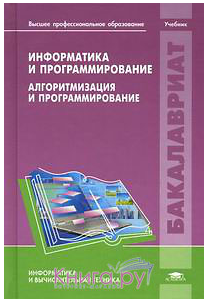 Высшее профессиональное образование
Учебник
ИНФОРМАТИКА
И ПРОГРАММИРОВАНИЕ
АЛГОРИТМИЗАЦИЯ
И ПРОГРАММИРОВАНИЕ
БАКАЛАВРИАТ
ИНФОРМАТИКА
И ВЫЧИСЛИТЕЛЬНАЯ ТЕХНИКА